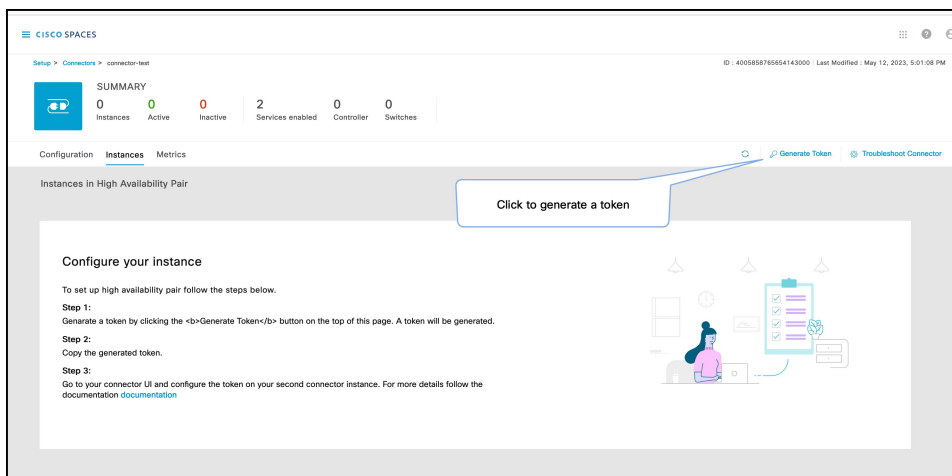 CISCO SPACES
Setup > Connectors > connector-test
ID : 4005858765654143000 | Last Modified : May 12, 2023, 5:01:08 PM
SUMMARY
0 0 0 2 0 0
Instances Active Inactive Services enabled Controller Switches
Configuration Instances Metrics
Generate Token
Troubleshoot Connector
Instances in High Availability Pair
Click to generate a token
Configure your instance
To set up high availability pair follow the steps below.
Step 1:
Genarate a token by clicking the <b>Generate Token</b> button on the top of this page. A token will be generated.
Step 2:
Copy the generated token.
Step 3:
Go to your connector UI and configure the token on your second connector instance. For more details follow the
documentation documentation